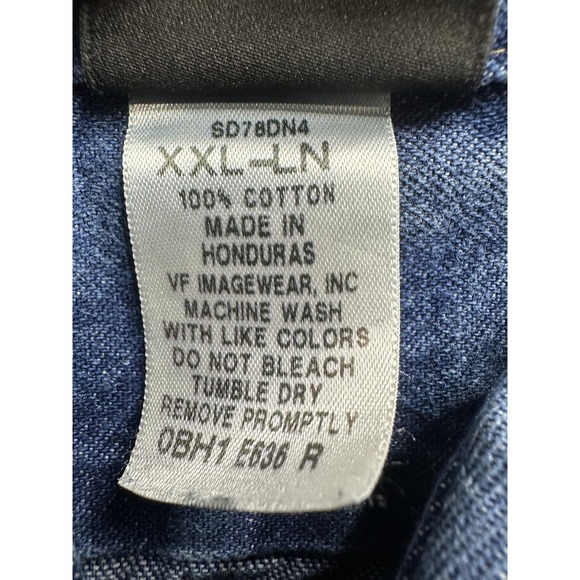 SD78DN4
XXL-LN
100% COTTON
MADE IN
HONDURAS
VF IMAGEWEAR, INC
MACHINE WASH
WITH LIKE COLORS
DO NOT BLEACH
TUMBLE DRY
REMOVE PROMPTLY
0BH1 E636 R